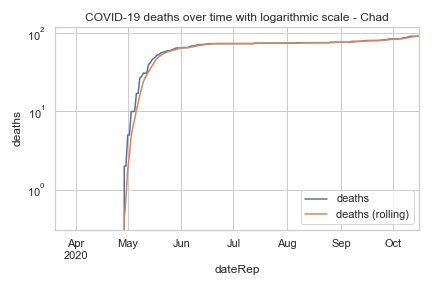 COVID-19 deaths over time with logarithmic scale - Chad
10²
10¹
10⁰
deaths
deaths
deaths (rolling)
Apr
2020
May
Jun
Jul
Aug
Sep
Oct
dateRep